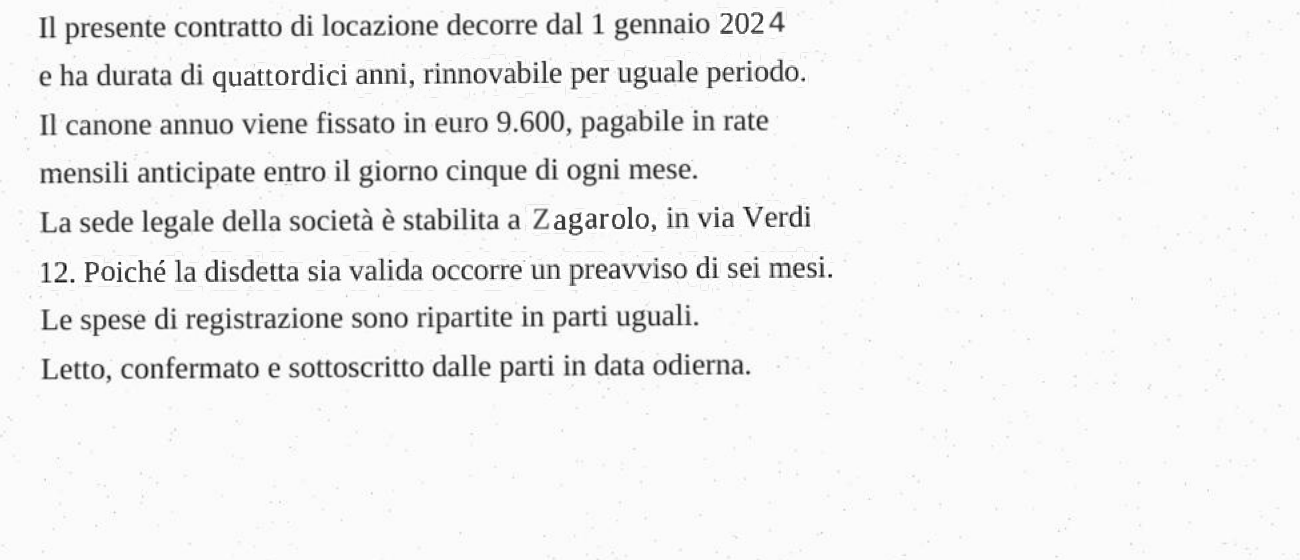 Il presente contratto di locazione decorre dal 1 gennaio 2024
e ha durata di quattordici anni, rinnovabile per uguale periodo.
Il canone annuo viene fissato in euro 9.600, pagabile in rate
mensili anticipate entro il giorno cinque di ogni mese.
La sede legale della società è stabilita a Zagarolo, in via Verdi
12. Poiché la disdetta sia valida occorre un preavviso di sei mesi.
Le spese di registrazione sono ripartite in parti uguali.
Letto, confermato e sottoscritto dalle parti in data odierna.